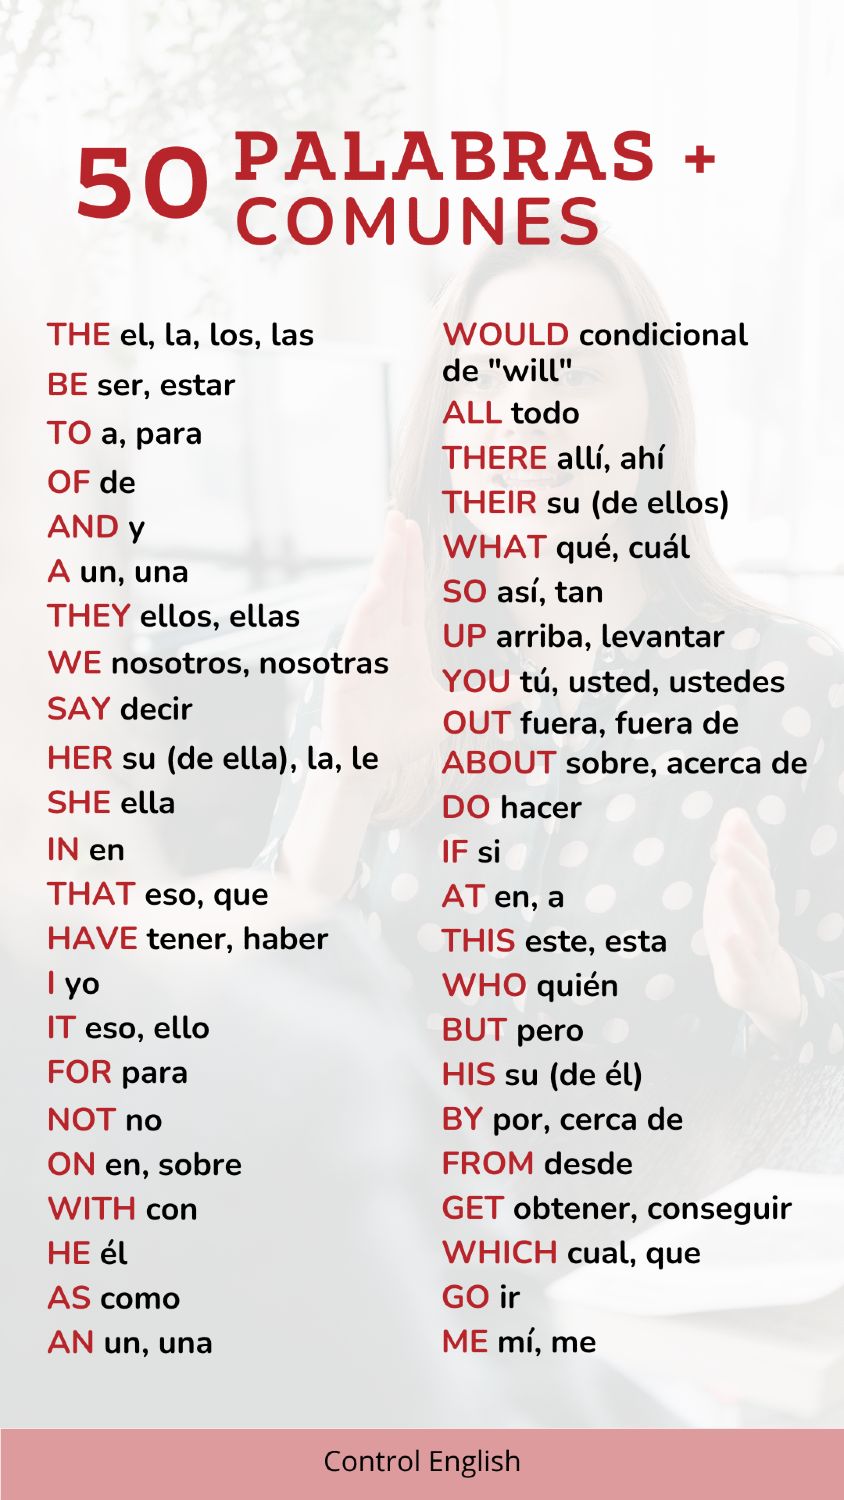 50 PALABRAS +
COMUNES
THE el, la, los, las
BE ser, estar
TO a, para
OF de
AND y
A un, una
THEY ellos, ellas
WE nosotros, nosotras
SAY decir
HER su (de ella), la, le
SHE ella
IN en
THAT eso, que
HAVE tener, haber
I yo
IT eso, ello
FOR para
NOT no
ON en, sobre
WITH con
HE él
AS como
AN un, una
WOULD condicional
de "will"
ALL todo
THERE allí, ahí
THEIR su (de ellos)
WHAT qué, cuál
SO así, tan
UP arriba, levantar
YOU tú, usted, ustedes
OUT fuera, fuera de
ABOUT sobre, acerca de
DO hacer
IF si
AT en, a
THIS este, esta
WHO quién
BUT pero
HIS su (de él)
BY por, cerca de
FROM desde
GET obtener, conseguir
WHICH cual, que
GO ir
ME mí, me
Control English